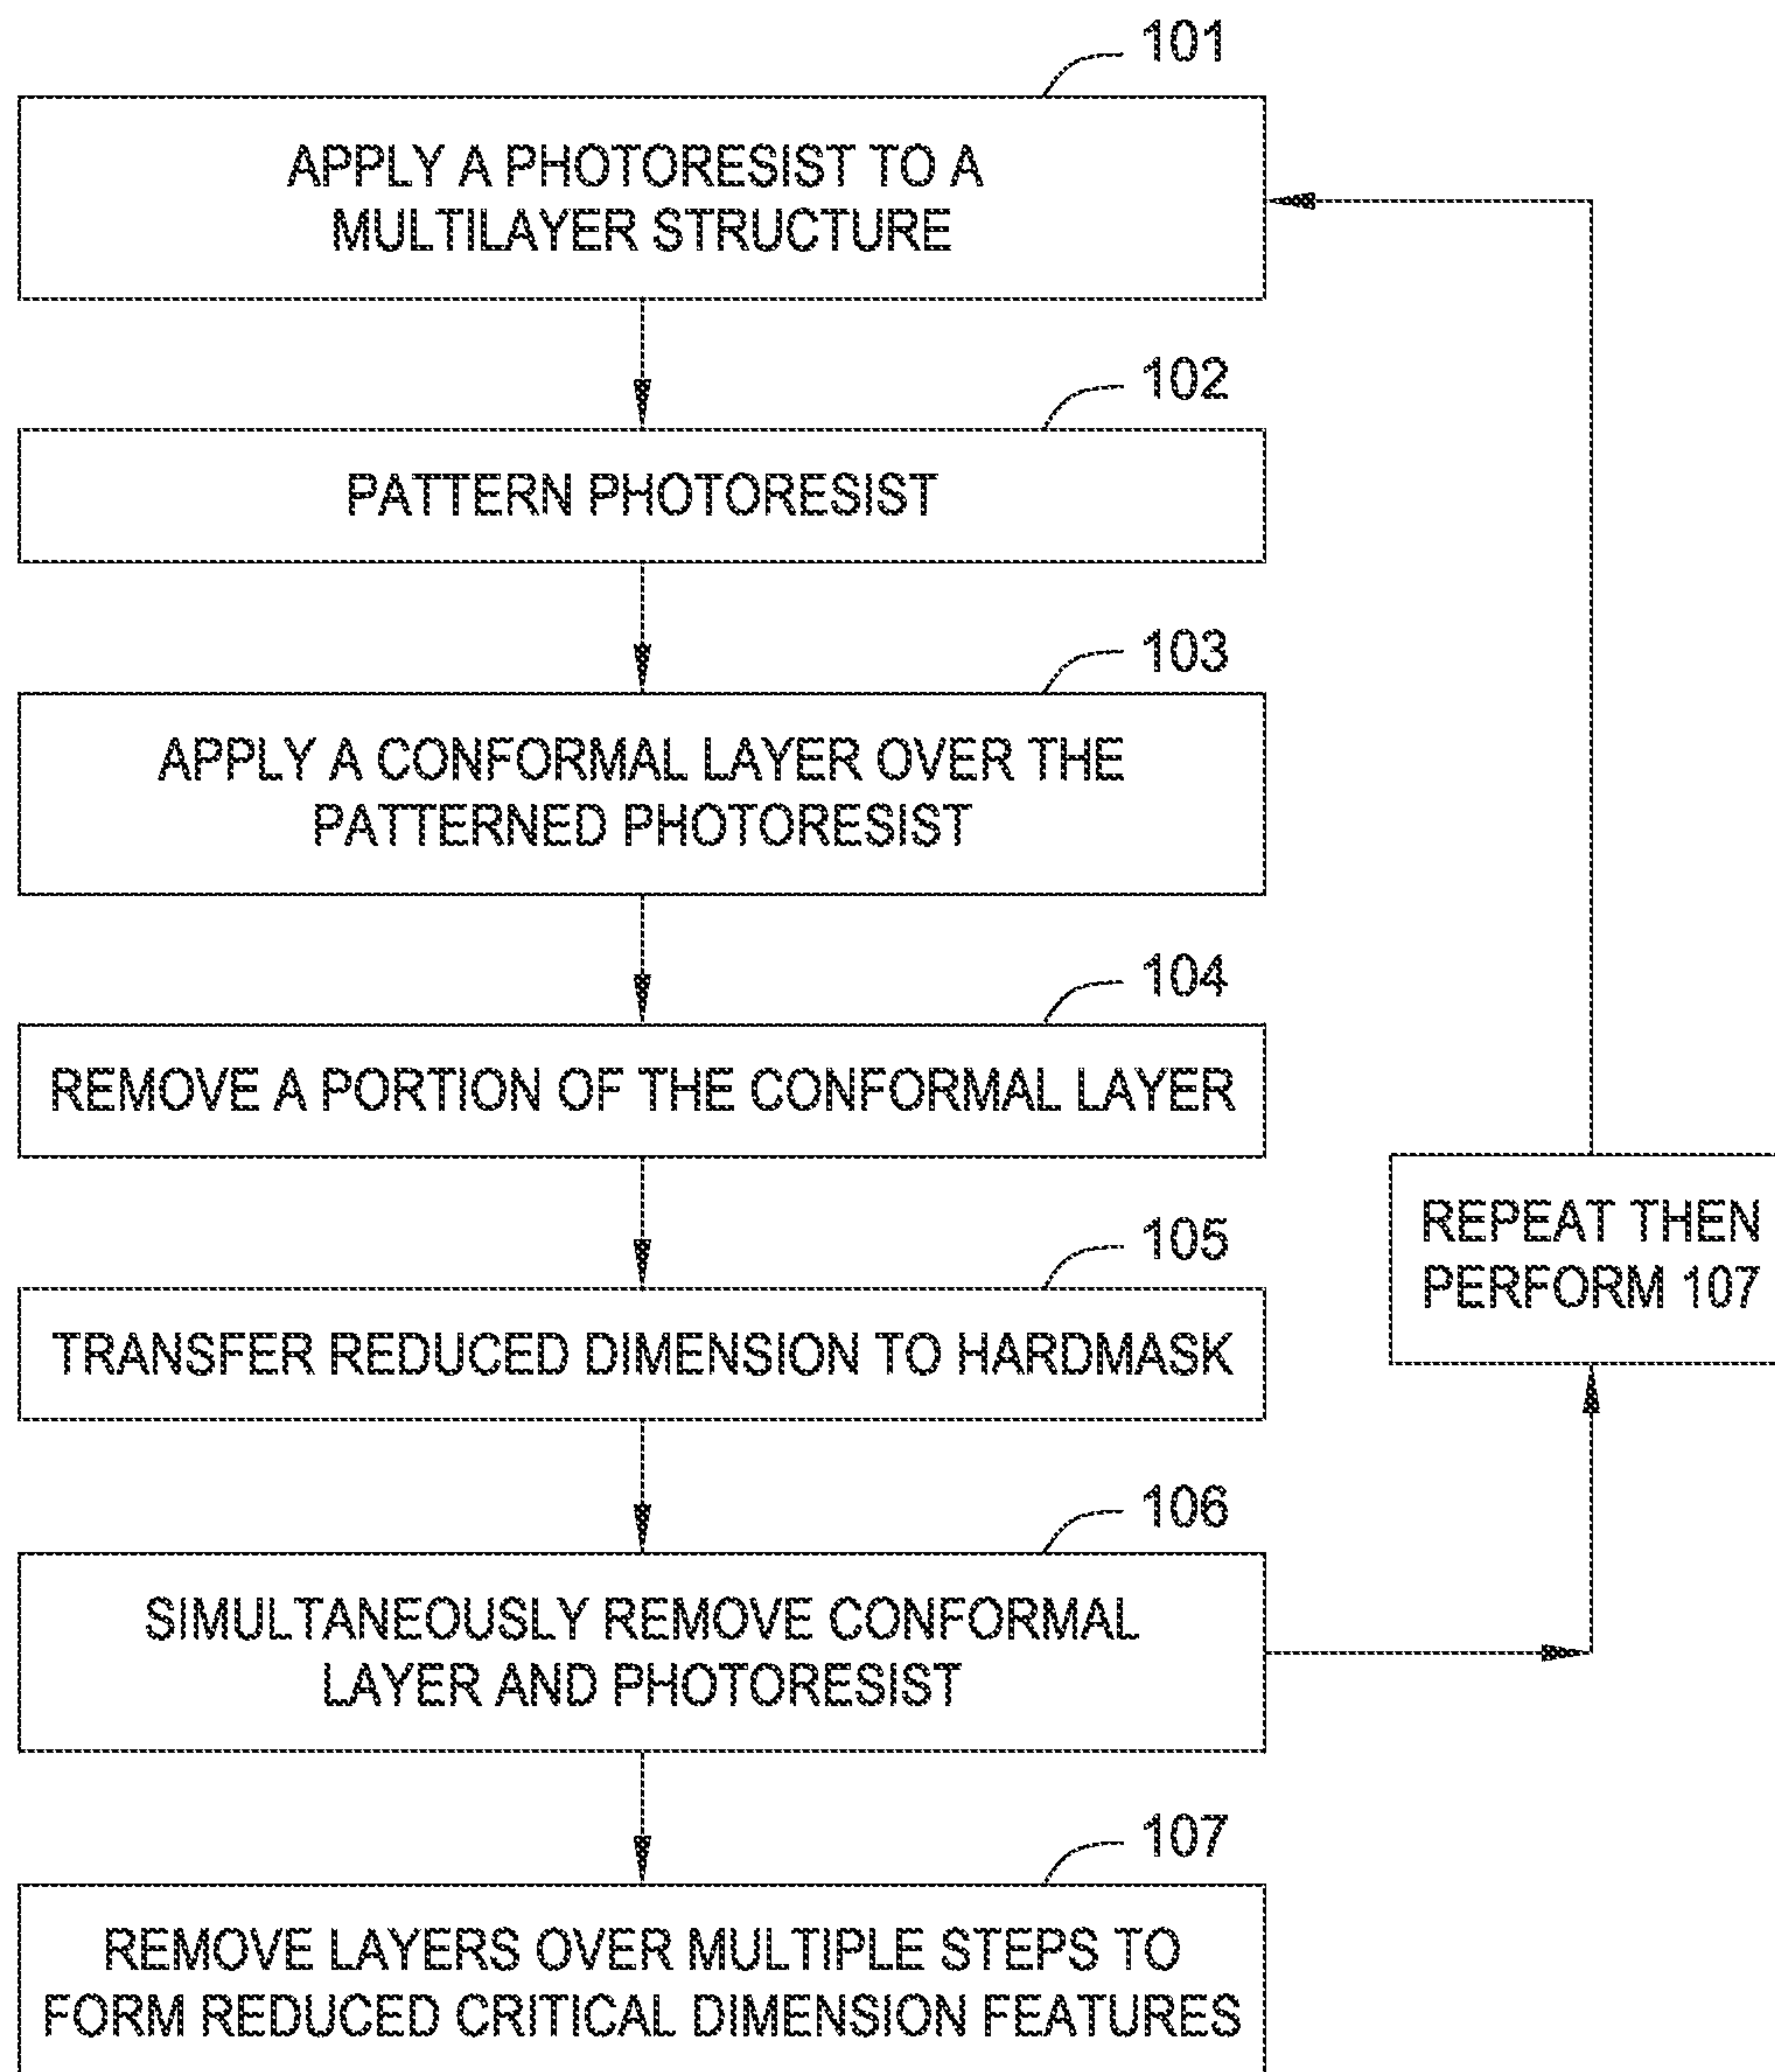 101
APPLY A PHOTORESIST TO A
MULTILAYER STRUCTURE
102
PATTERN PHOTORESIST
103
APPLY A CONFORMAL LAYER OVER THE
PATTERNED PHOTORESIST
104
REMOVE A PORTION OF THE CONFORMAL LAYER
105
TRANSFER REDUCED DIMENSION TO HARDMASK
106
SIMULTANEOUSLY REMOVE CONFORMAL
LAYER AND PHOTORESIST
REPEAT THEN
PERFORM 107
107
REMOVE LAYERS OVER MULTIPLE STEPS TO
FORM REDUCED CRITICAL DIMENSION FEATURES